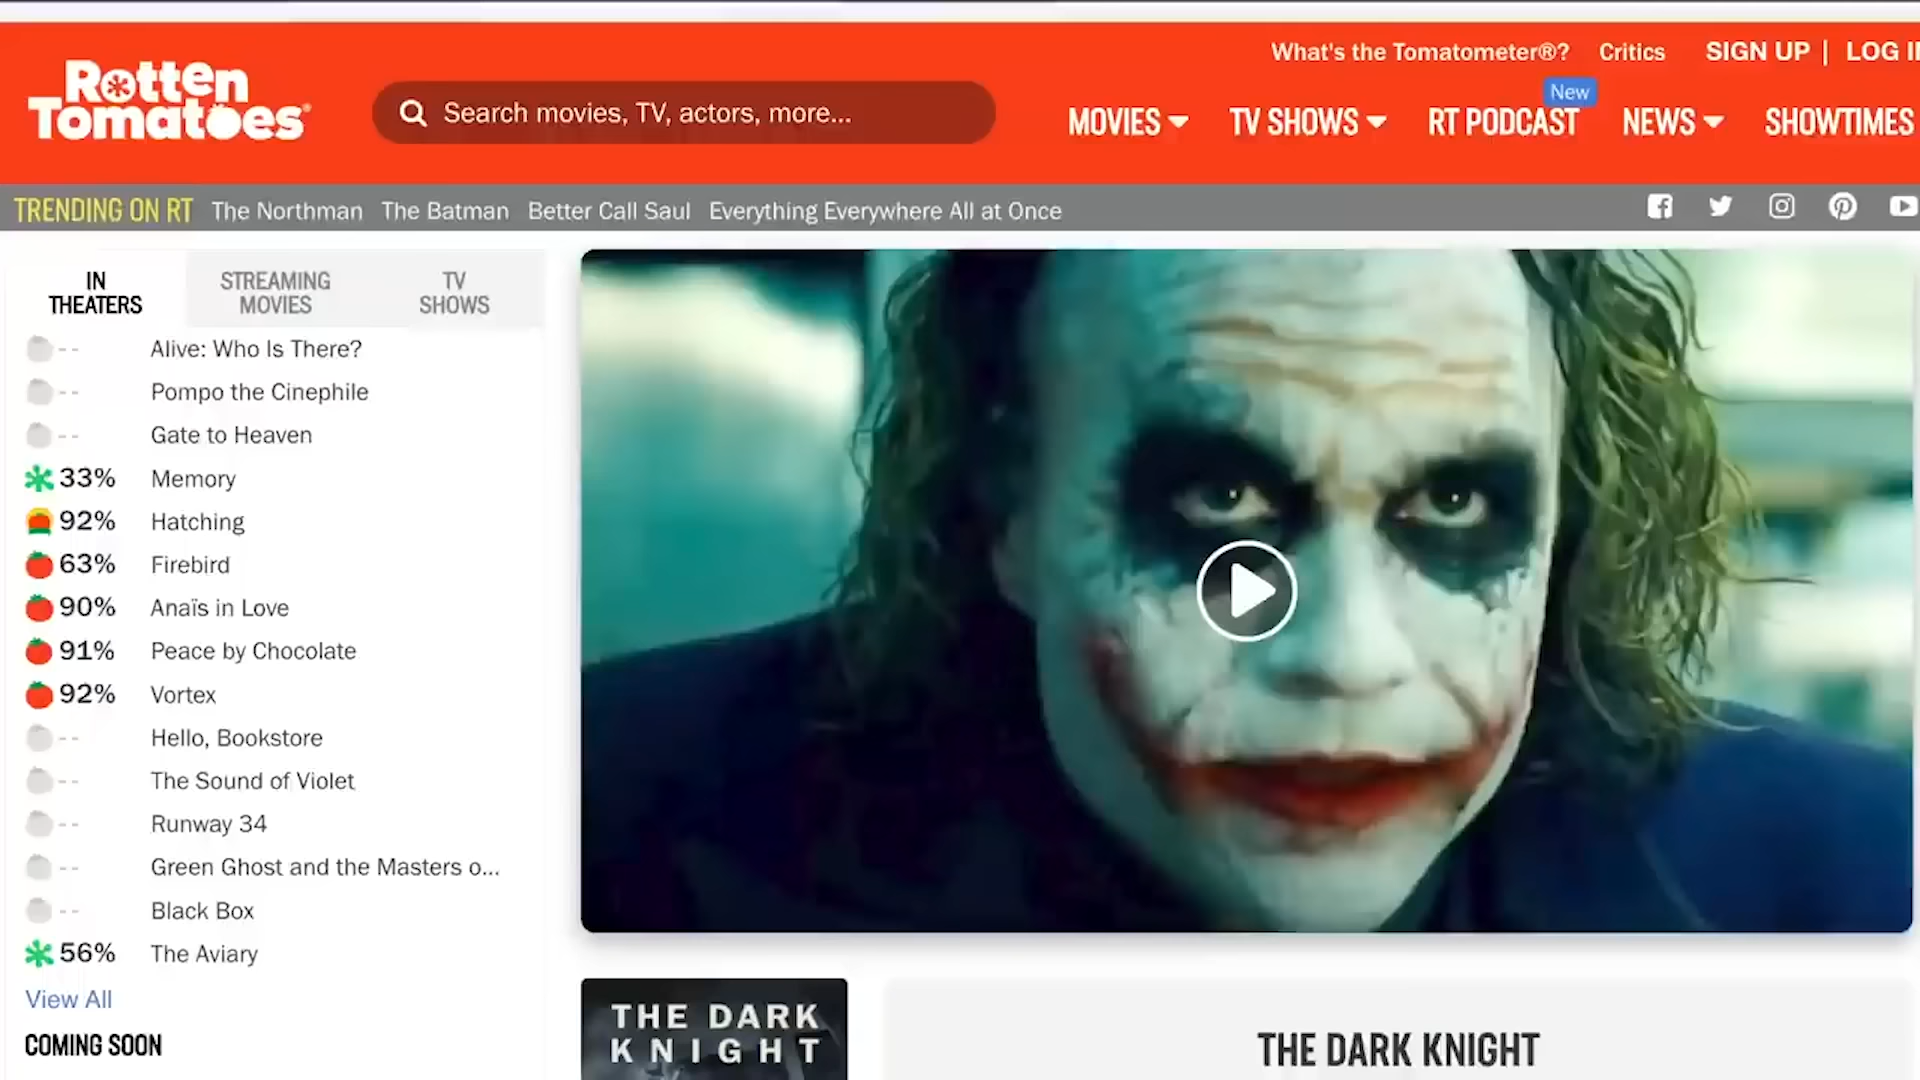 What's the Tomatometer®? Critics SIGN UP | LOG I
Rotten
Tomatoes
Search movies, TV, actors, more...
New
MOVIES TV SHOWS RT PODCAST NEWS SHOWTIMES
TRENDING ON RT The Northman The Batman Better Call Saul Everything Everywhere All at Once
IN THEATERS
STREAMING MOVIES
TV SHOWS
-- Alive: Who Is There?
-- Pompo the Cinephile
-- Gate to Heaven
33% Memory
92% Hatching
63% Firebird
90% Anaïs in Love
91% Peace by Chocolate
92% Vortex
-- Hello, Bookstore
-- The Sound of Violet
-- Runway 34
-- Green Ghost and the Masters o...
-- Black Box
56% The Aviary
View All
COMING SOON
THE DARK
KNIGHT
THE DARK KNIGHT